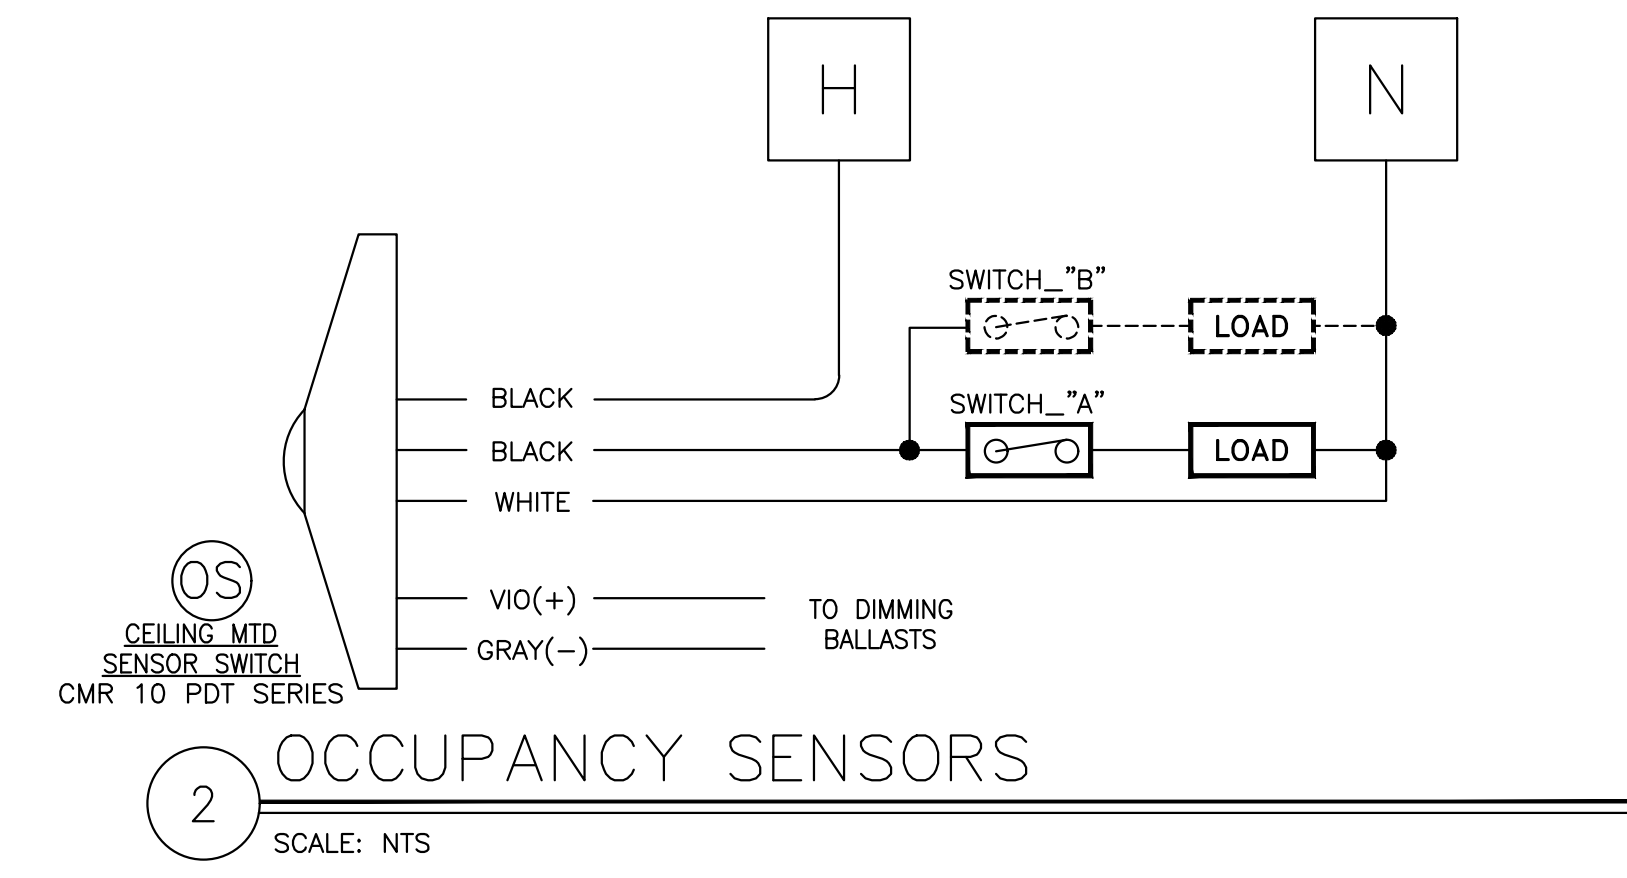 H
N
SWITCH_"B"
LOAD
BLACK
SWITCH_"A"
BLACK
LOAD
WHITE
OS
VIO(+)
TO DIMMING
BALLASTS
GRAY(-)
CEILING MTD
SENSOR SWITCH
CMR 10 PDT SERIES
OCCUPANCY SENSORS
2
SCALE: NTS